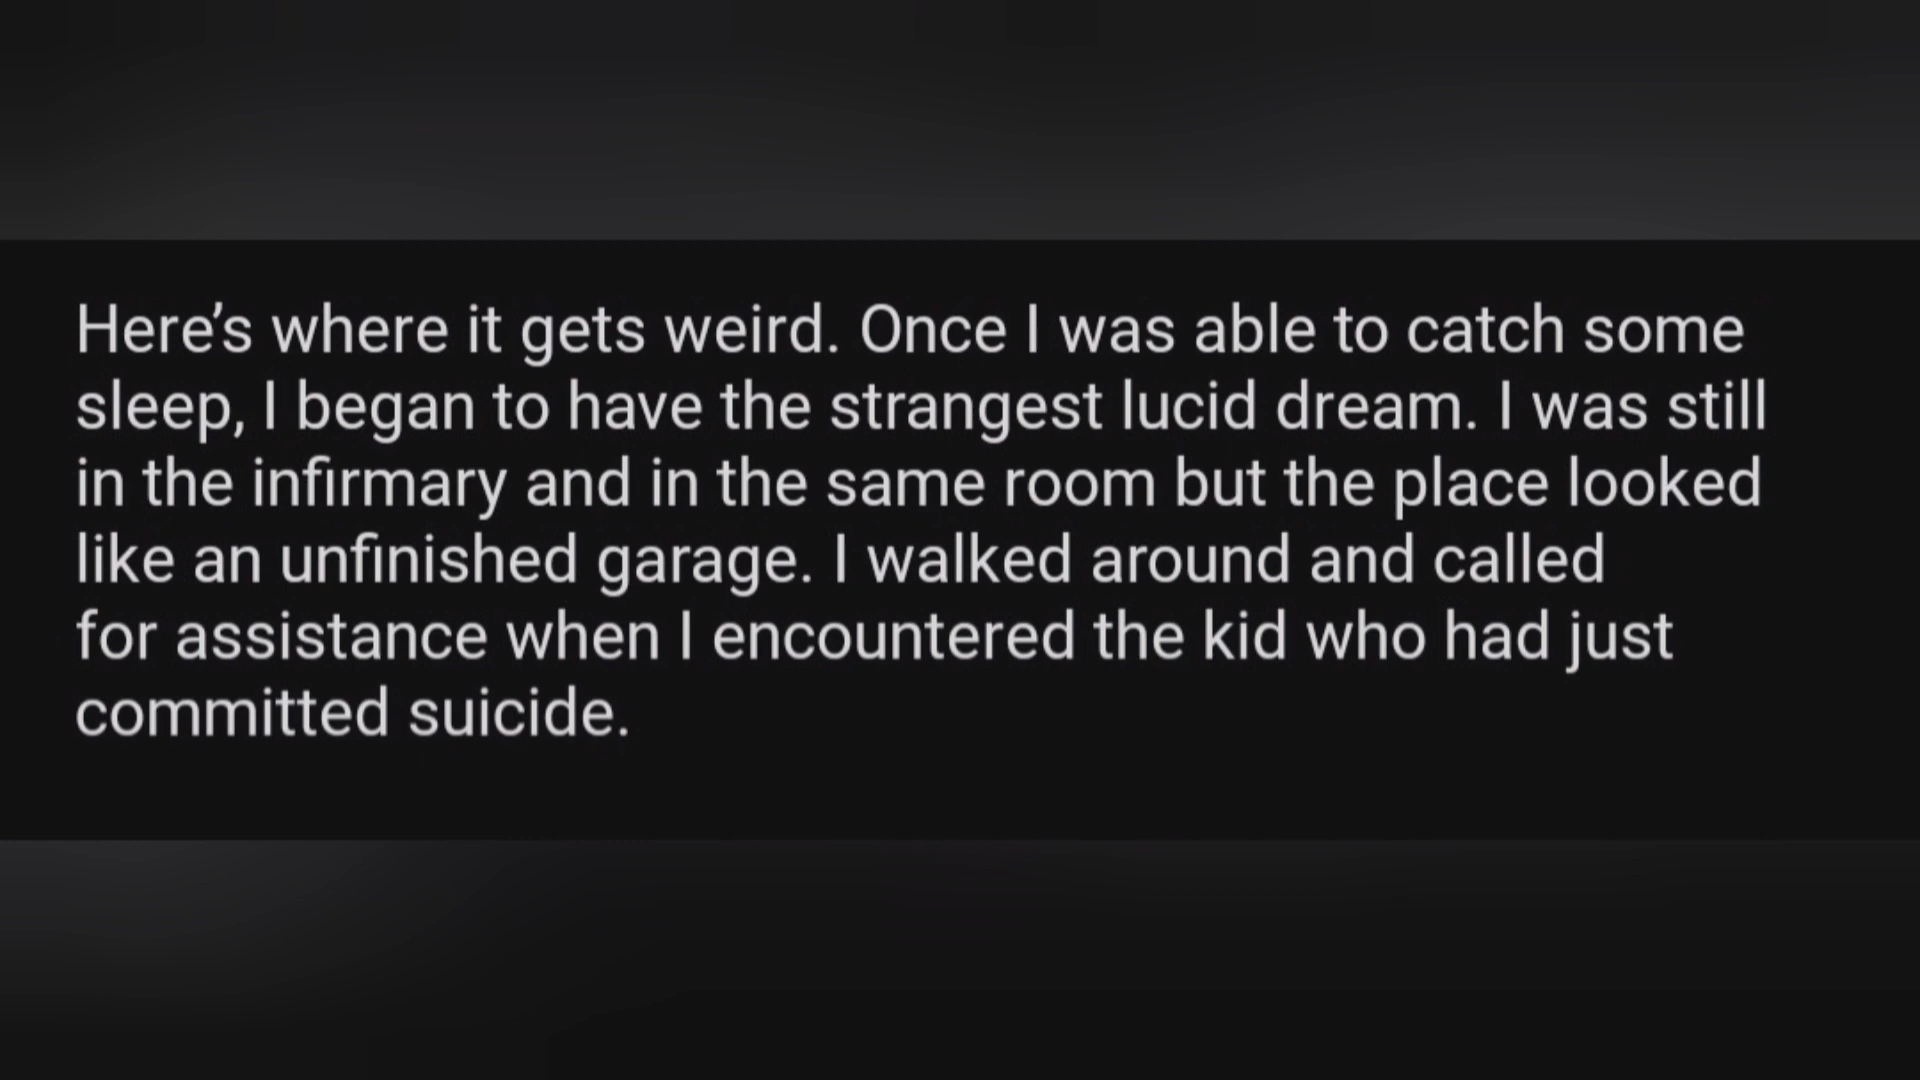 Here’s where it gets weird. Once I was able to catch some
sleep, I began to have the strangest lucid dream. I was still
in the infirmary and in the same room but the place looked
like an unfinished garage. I walked around and called
for assistance when I encountered the kid who had just
committed suicide.